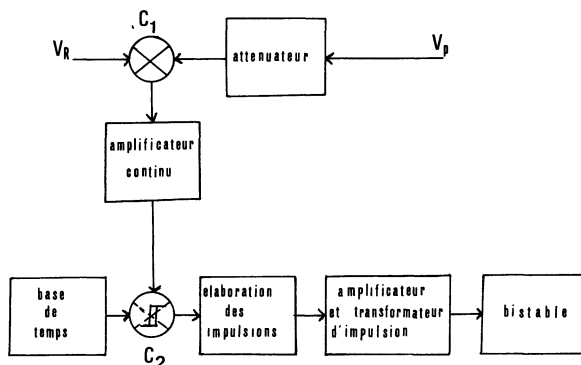 C1
VR
attenuateur
Vp
amplificateur
continu
base
de
temps
elaboration
des
impulsions
amplificateur
et transformateur
d'impulsion
bistable
C2